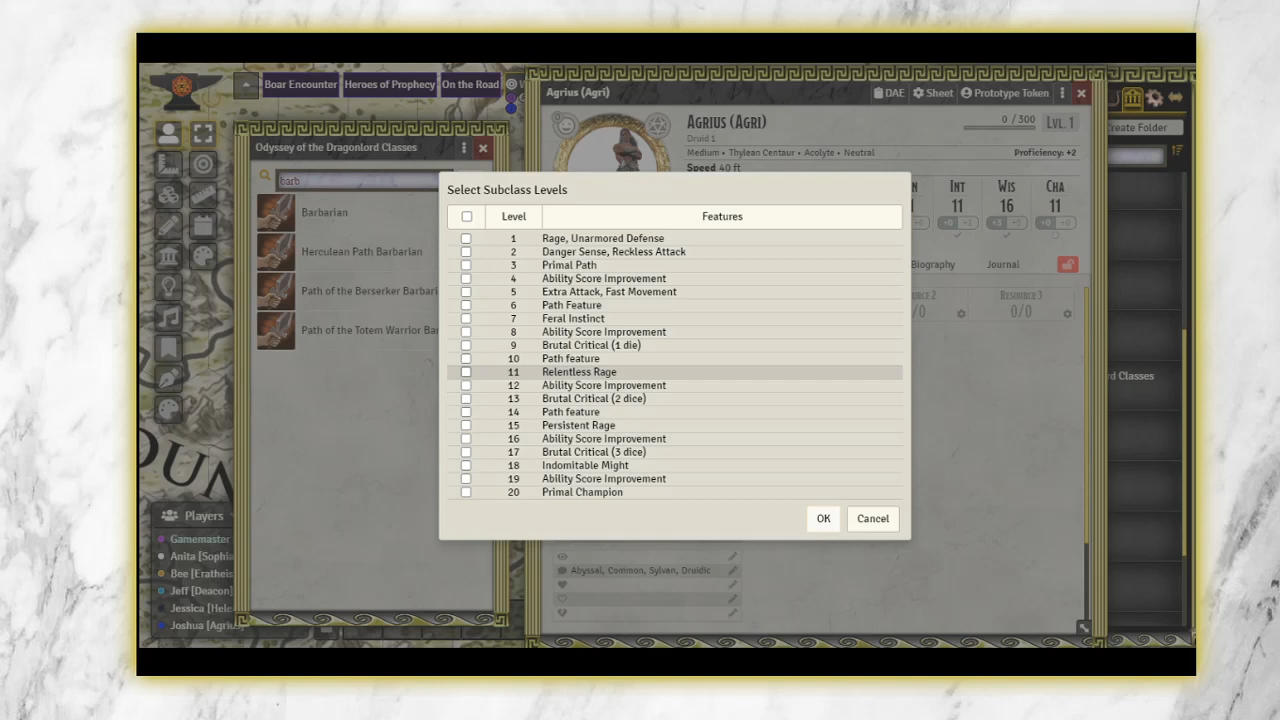 Boar Encounter
Heroes of Prophecy
On the Road
Agrius (Agri)
DAE
Sheet
Prototype Token
Create Folder
AGRIUS (AGRI)
0 / 300
LVL. 1
Druid 1
Medium • Thylean Centaur • Acolyte • Neutral
Proficiency: +2
Speed 40 ft
Odyssey of the Dragonlord Classes
barb
Barbarian
Herculean Path Barbarian
Path of the Berserker Barbari
Path of the Totem Warrior Bar
INT
WIS
CHA
11
16
11
Biography
Journal
RESOURCE 3
0/0
Select Subclass Levels
Level Features
1 Rage, Unarmored Defense
2 Danger Sense, Reckless Attack
3 Primal Path
4 Ability Score Improvement
5 Extra Attack, Fast Movement
6 Path Feature
7 Feral Instinct
8 Ability Score Improvement
9 Brutal Critical (1 die)
10 Path feature
11 Relentless Rage
12 Ability Score Improvement
13 Brutal Critical (2 dice)
14 Path feature
15 Persistent Rage
16 Ability Score Improvement
17 Brutal Critical (3 dice)
18 Indomitable Might
19 Ability Score Improvement
20 Primal Champion
OK
Cancel
rd Classes
Abyssal, Common, Sylvan, Druidic
Players
Gamemaster
Anita [Sophia
Bee [Eratheis
Jeff [Deacon]
Jessica [Hele
Joshua [Agriu